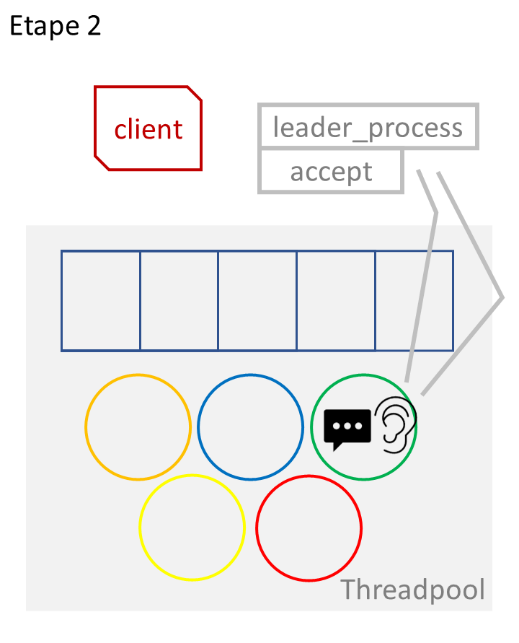 Etape 2
client
leader_process
accept
Threadpool